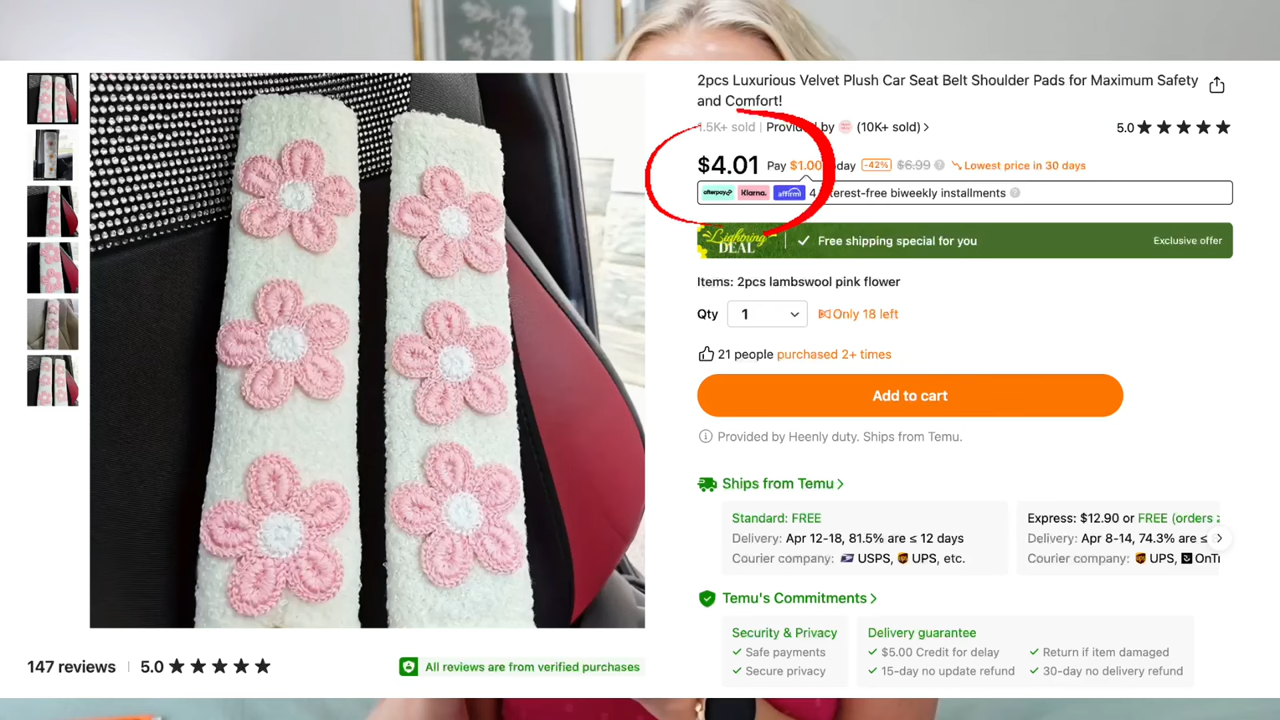 2pcs Luxurious Velvet Plush Car Seat Belt Shoulder Pads for Maximum Safety
and Comfort!
1.5K+ sold | Provided by (10K+ sold) >
5.0
$4.01 Pay $1.00 day -42% $6.99 Lowest price in 30 days
afterpay Klarna. affirm 4 interest-free biweekly installments
Lightning
DEAL
Free shipping special for you
Exclusive offer
Items: 2pcs lambswool pink flower
Qty 1 Only 18 left
21 people purchased 2+ times
Add to cart
Provided by Heenly duty. Ships from Temu.
Ships from Temu >
Standard: FREE
Delivery: Apr 12-18, 81.5% are ≤ 12 days
Courier company: USPS, UPS, etc.
Express: $12.90 or FREE (orders
Delivery: Apr 8-14, 74.3% are ≤
Courier company: UPS, OnTr
Temu's Commitments >
Security & Privacy
Safe payments
Secure privacy
Delivery guarantee
$5.00 Credit for delay
Return if item damaged
15-day no update refund
30-day no delivery refund
147 reviews | 5.0
All reviews are from verified purchases